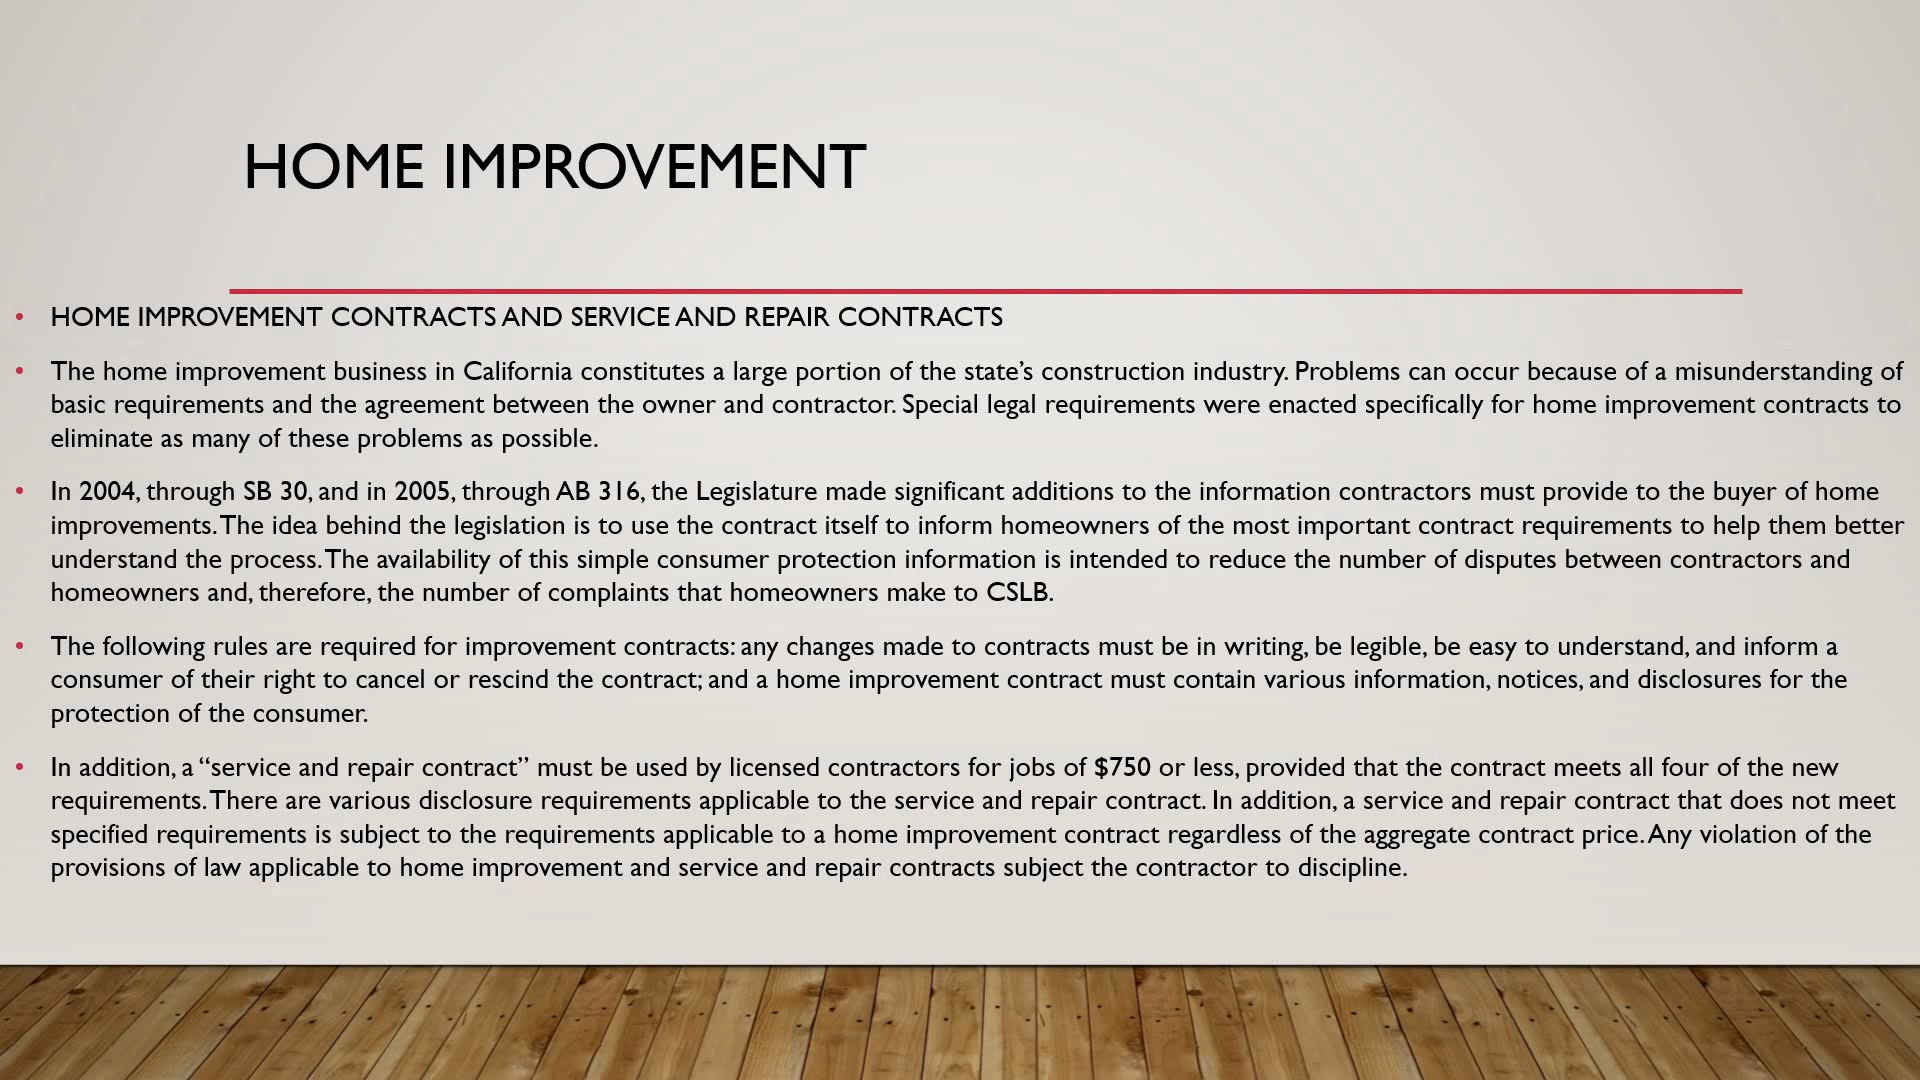 HOME IMPROVEMENT
• HOME IMPROVEMENT CONTRACTS AND SERVICE AND REPAIR CONTRACTS
• The home improvement business in California constitutes a large portion of the state’s construction industry. Problems can occur because of a misunderstanding of
basic requirements and the agreement between the owner and contractor. Special legal requirements were enacted specifically for home improvement contracts to
eliminate as many of these problems as possible.
• In 2004, through SB 30, and in 2005, through AB 316, the Legislature made significant additions to the information contractors must provide to the buyer of home
improvements. The idea behind the legislation is to use the contract itself to inform homeowners of the most important contract requirements to help them better
understand the process. The availability of this simple consumer protection information is intended to reduce the number of disputes between contractors and
homeowners and, therefore, the number of complaints that homeowners make to CSLB.
• The following rules are required for improvement contracts: any changes made to contracts must be in writing, be legible, be easy to understand, and inform a
consumer of their right to cancel or rescind the contract; and a home improvement contract must contain various information, notices, and disclosures for the
protection of the consumer.
• In addition, a “service and repair contract” must be used by licensed contractors for jobs of $750 or less, provided that the contract meets all four of the new
requirements. There are various disclosure requirements applicable to the service and repair contract. In addition, a service and repair contract that does not meet
specified requirements is subject to the requirements applicable to a home improvement contract regardless of the aggregate contract price. Any violation of the
provisions of law applicable to home improvement and service and repair contracts subject the contractor to discipline.